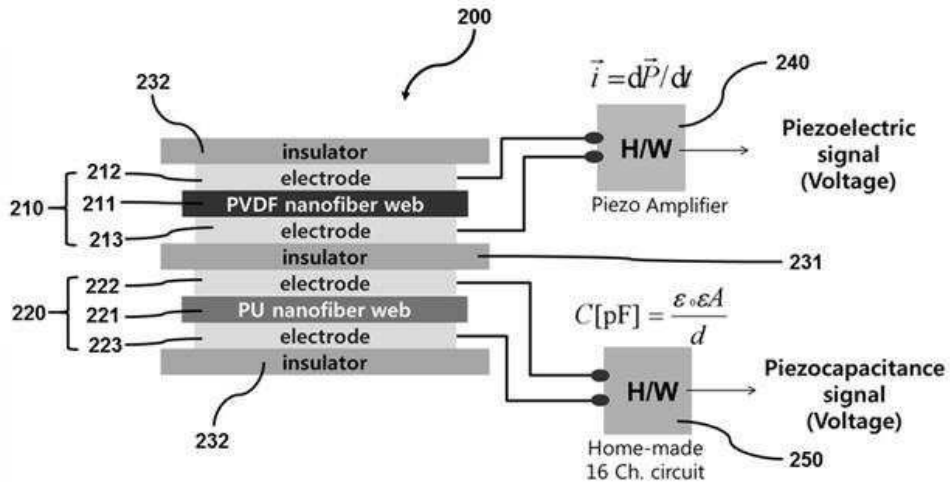 200
232
i = dP/dt
240
H/W
Piezoelectric
signal
(Voltage)
Piezo Amplifier
insulator
212
electrode
210
211
PVDF nanofiber web
213
electrode
insulator
231
222
electrode
220
221
PU nanofiber web
223
electrode
insulator
232
C[pF] = ε₀εA / d
H/W
Piezocapacitance
signal
(Voltage)
Home-made
16 Ch. circuit
250